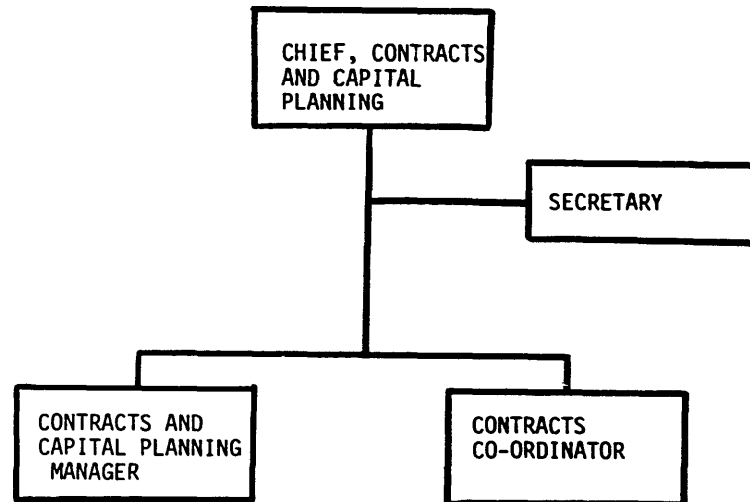 CHIEF, CONTRACTS
AND CAPITAL
PLANNING
SECRETARY
CONTRACTS AND
CAPITAL PLANNING
MANAGER
CONTRACTS
CO-ORDINATOR